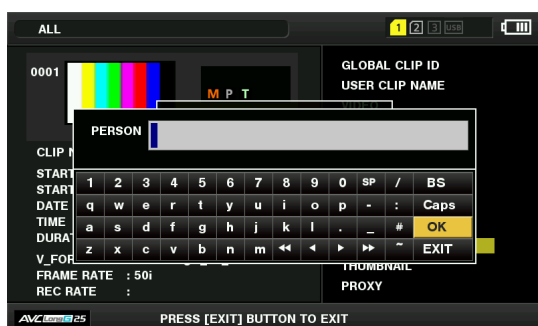 ALL
1 2 3 USB
0001
M P T
GLOBAL CLIP ID
USER CLIP NAME
VIDEO
PERSON
CLIP
START
START
DATE
TIME
DURAT
V_FOR
FRAME RATE : 50i
REC RATE :
1 2 3 4 5 6 7 8 9 0 SP / BS
q w e r t y u i o p - : Caps
a s d f g h j k l . _ # OK
z x c v b n m ◀◀ ◀ ▶ ▶▶ ~ EXIT
THUMBNAIL
PROXY
AVC LongG 25
PRESS [EXIT] BUTTON TO EXIT